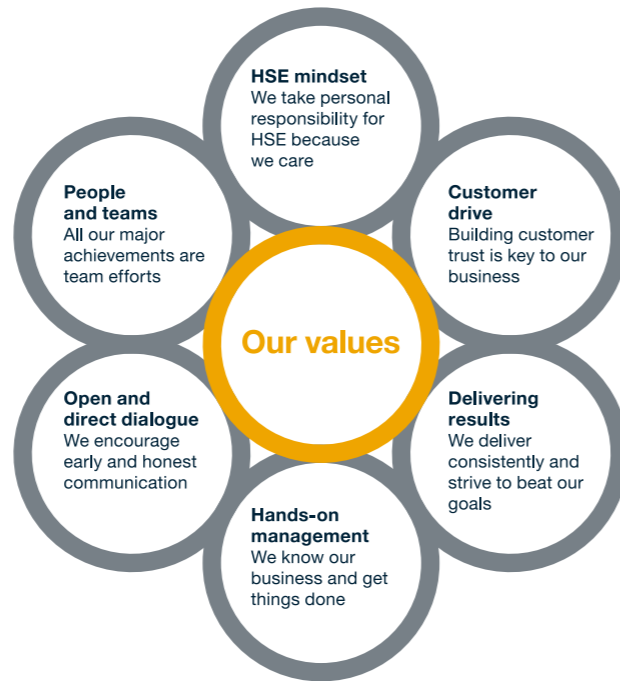 HSE mindset
We take personal
responsibility for
HSE because
we care
People
and teams
All our major
achievements are
team efforts
Customer
drive
Building customer
trust is key to our
business
Our values
Open and
direct dialogue
We encourage
early and honest
communication
Delivering
results
We deliver
consistently and
strive to beat our
goals
Hands-on
management
We know our
business and get
things done